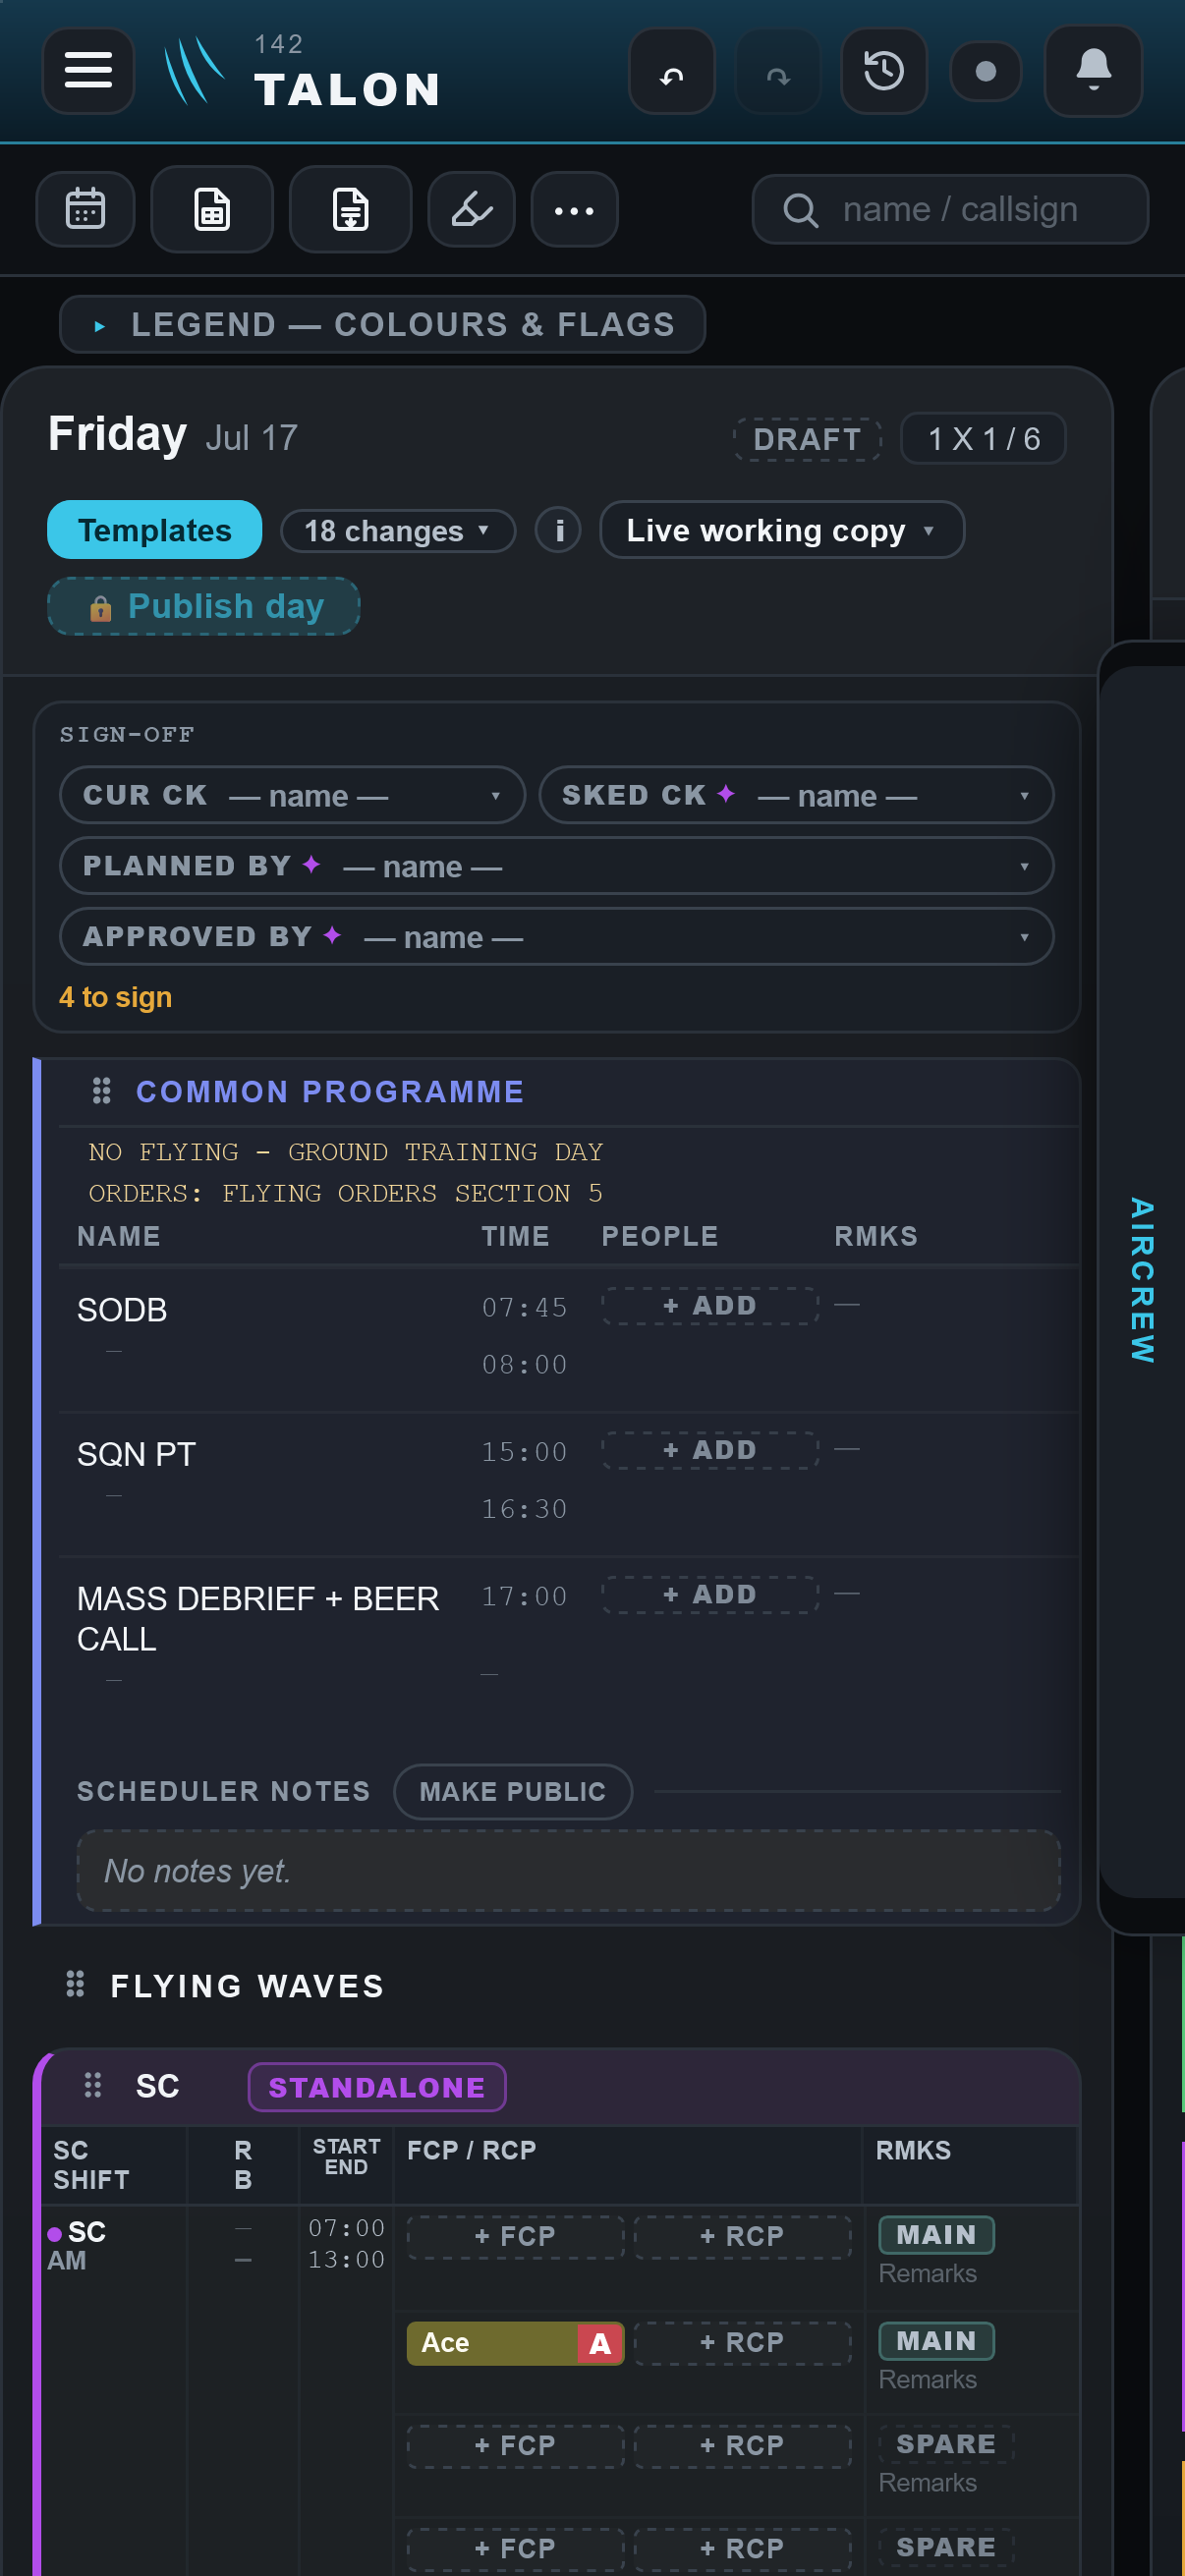 142
TALON
name / callsign
▸ LEGEND — COLOURS & FLAGS
Friday Jul 17 DRAFT 1 X 1 / 6
Templates 18 changes ▾ i Live working copy ▾
🔒 Publish day
SIGN-OFF
CUR CK — name — ▾ SKED CK ✦ — name — ▾
PLANNED BY ✦ — name — ▾
APPROVED BY ✦ — name — ▾
4 to sign
COMMON PROGRAMME
NO FLYING - GROUND TRAINING DAY
ORDERS: FLYING ORDERS SECTION 5
NAME TIME PEOPLE RMKS
SODB 07:45 + ADD —
— 08:00
SQN PT 15:00 + ADD —
— 16:30
MASS DEBRIEF + BEER 17:00 + ADD —
CALL
— —
AIRCREW
SCHEDULER NOTES MAKE PUBLIC
No notes yet.
FLYING WAVES
SC STANDALONE
SC R START FCP / RCP RMKS
SHIFT B END
SC — 07:00 + FCP + RCP MAIN
AM — 13:00 Remarks
Ace A + RCP MAIN
Remarks
+ FCP + RCP SPARE
Remarks
+ FCP + RCP SPARE